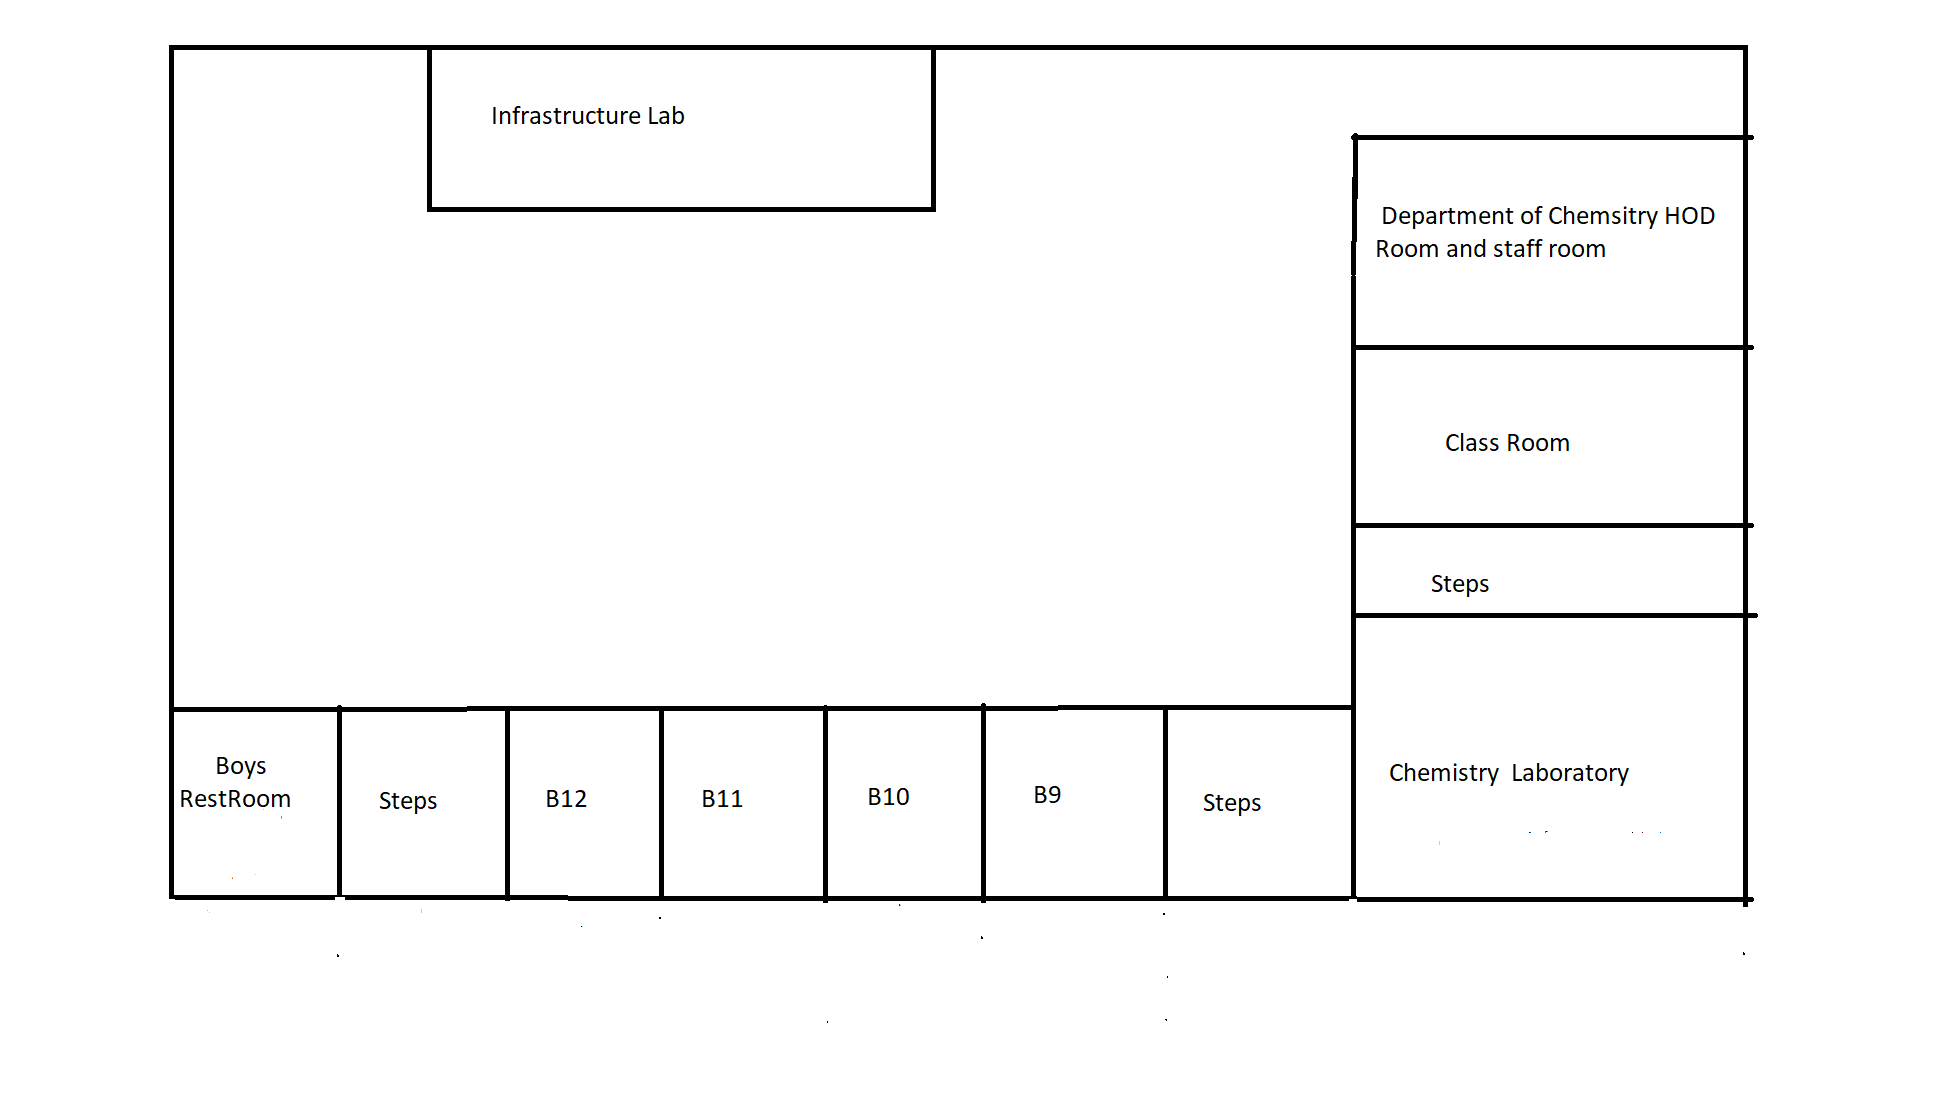 Infrastructure Lab
Department of Chemsitry HOD
Room and staff room
Class Room
Steps
Chemistry  Laboratory
Boys
RestRoom
Steps
B12
B11
B10
B9
Steps